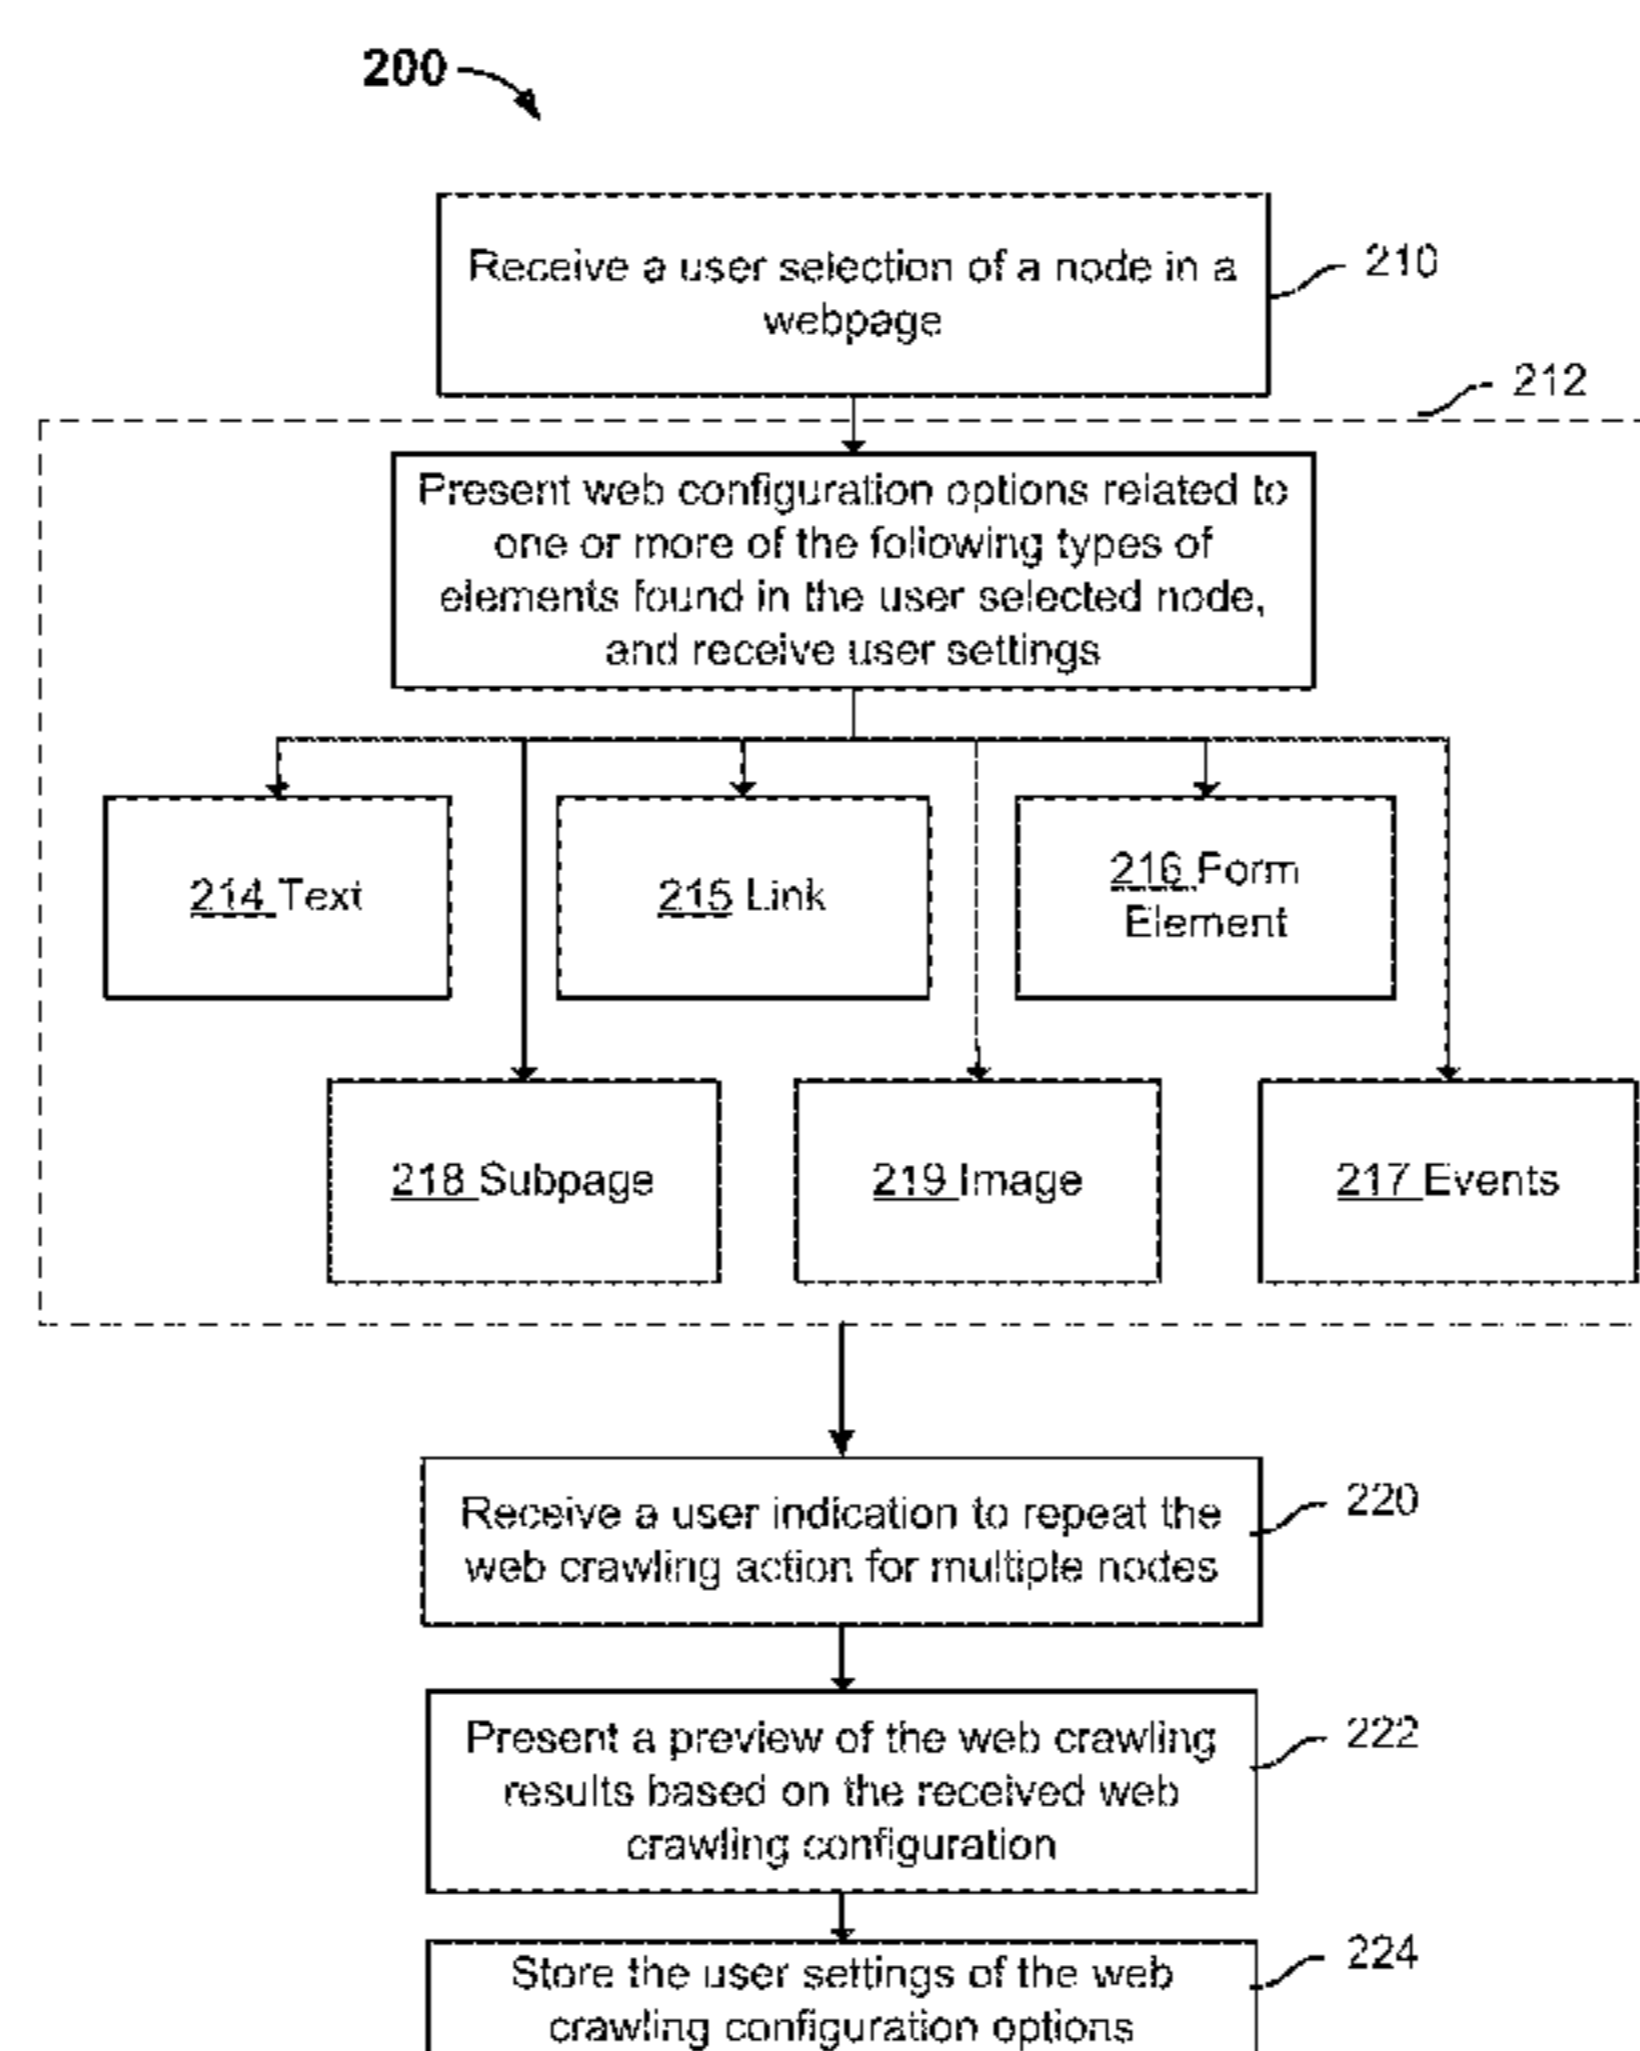 200
Receive a user selection of a node in a
webpage
210
212
Present web configuration options related to
one or more of the following types of
elements found in the user selected node,
and receive user settings
214 Text
215 Link
216 Form
Element
218 Subpage
219 Image
217 Events
Receive a user indication to repeat the
web crawling action for multiple nodes
220
Present a preview of the web crawling
results based on the received web
crawling configuration
222
Store the user settings of the web
crawling configuration options
224